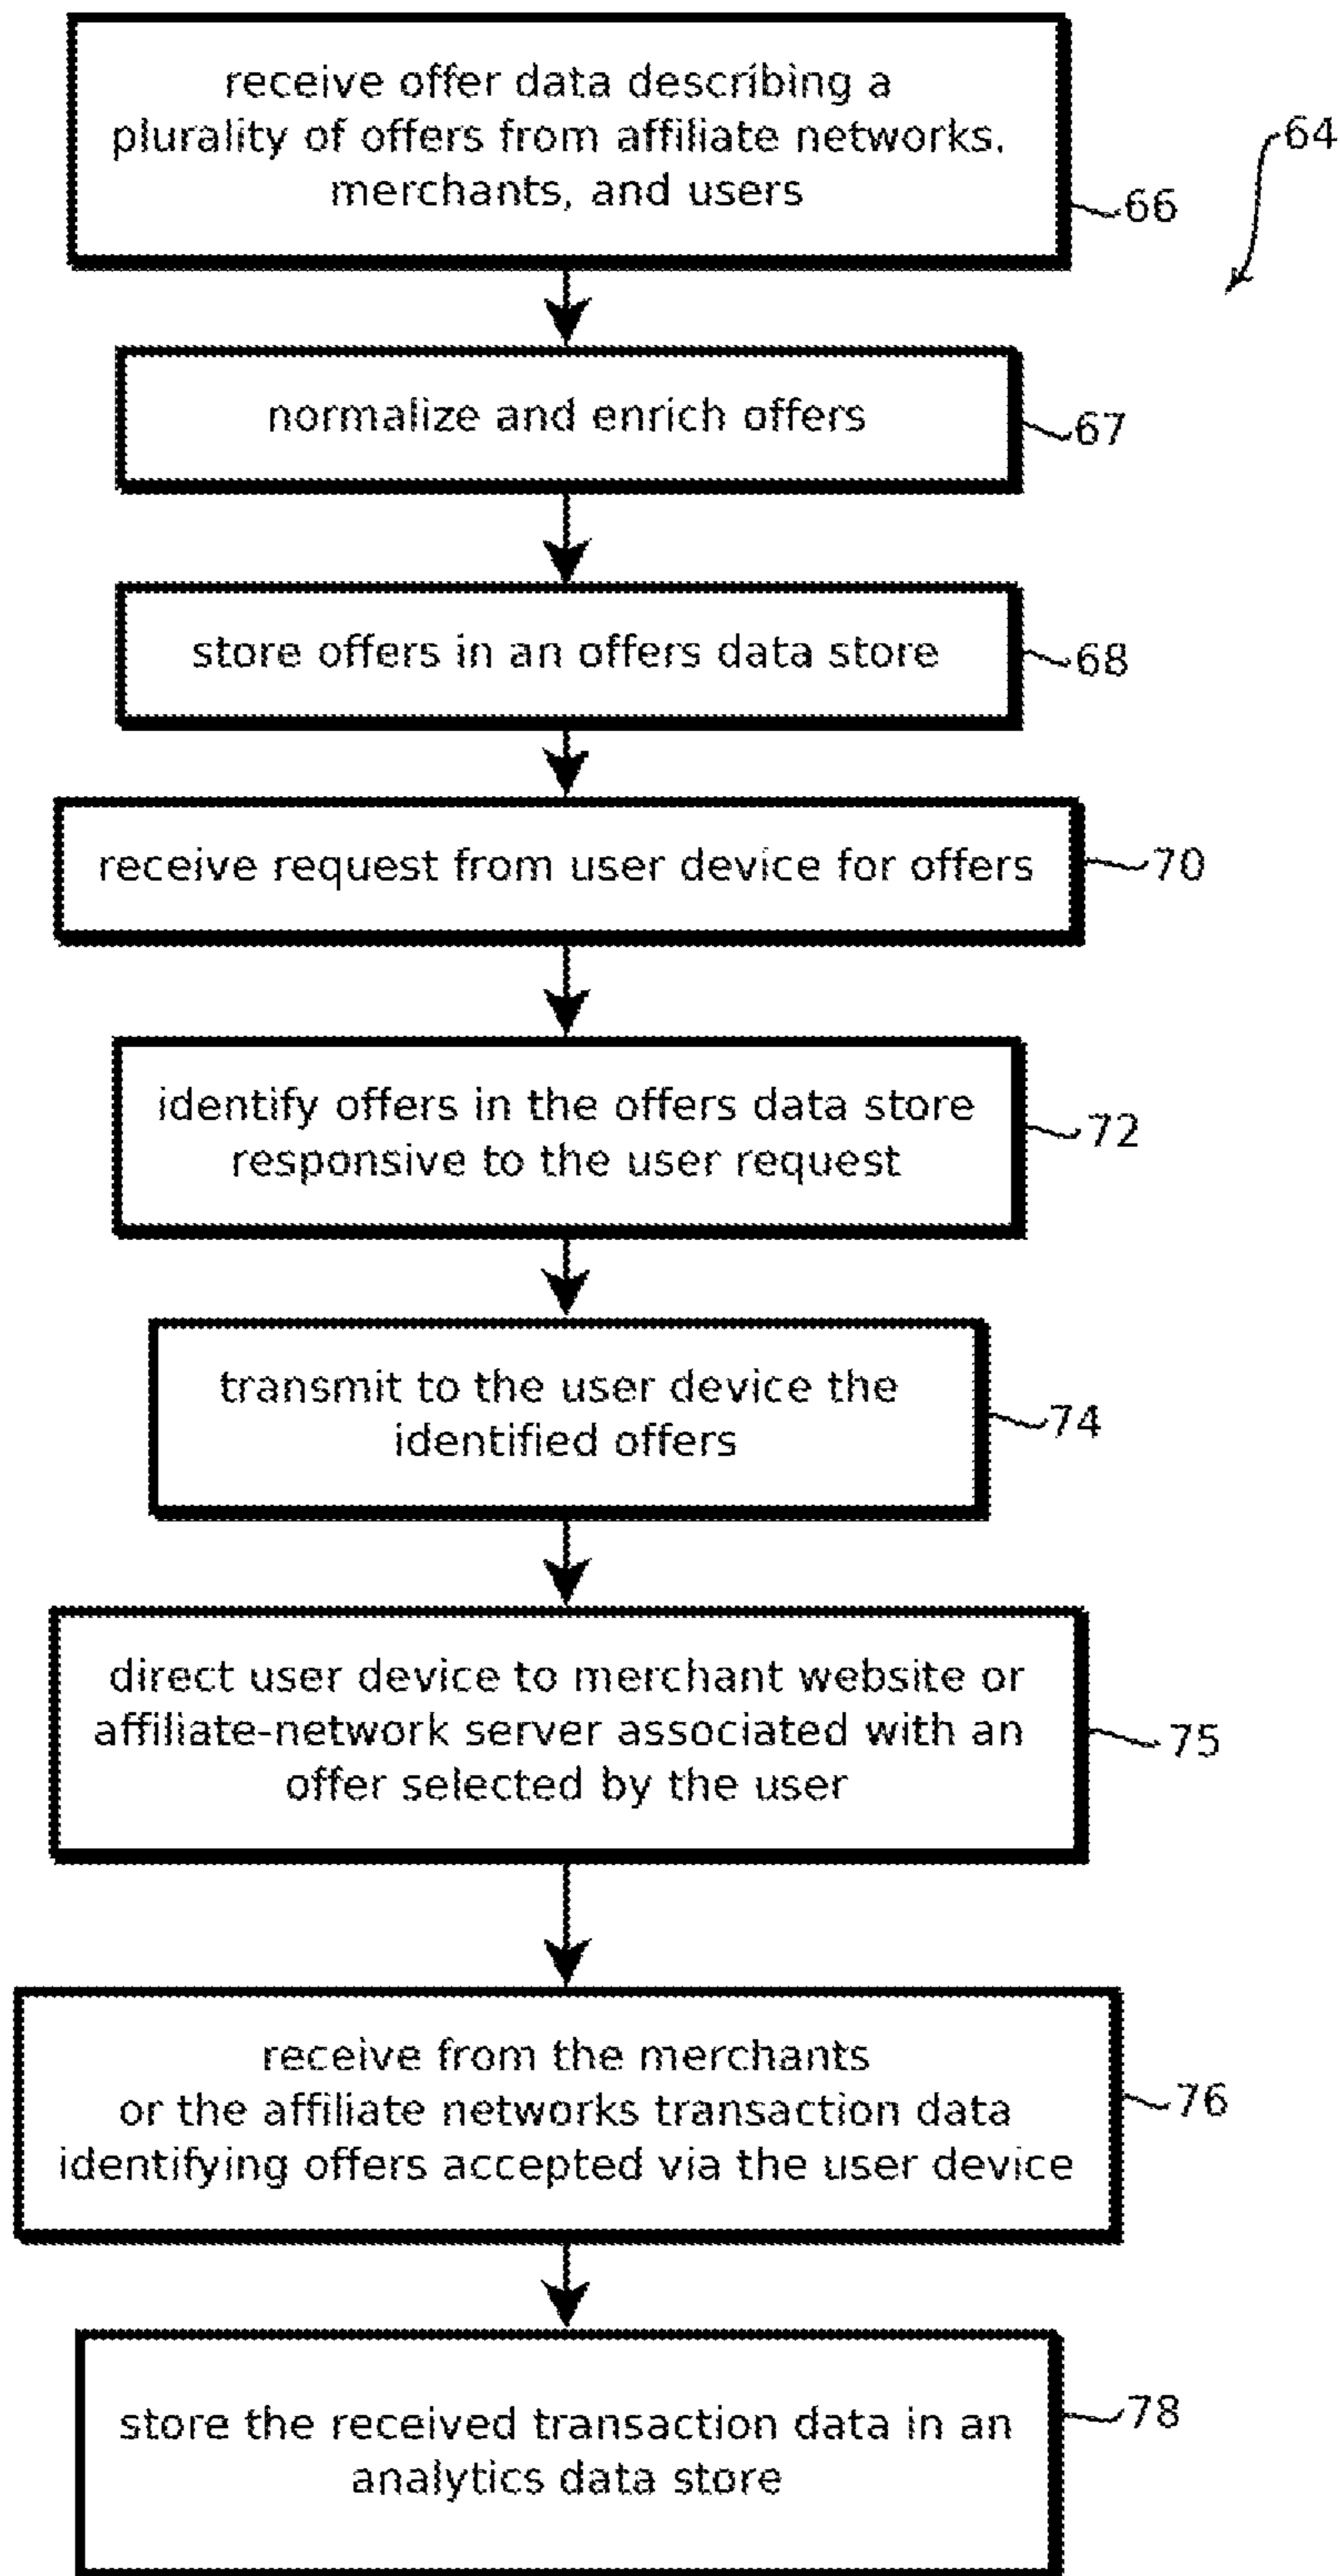 receive offer data describing a
plurality of offers from affiliate networks,
merchants, and users
64
66
normalize and enrich offers
67
store offers in an offers data store
68
receive request from user device for offers
70
identify offers in the offers data store
responsive to the user request
72
transmit to the user device the
identified offers
74
direct user device to merchant website or
affiliate-network server associated with an
offer selected by the user
75
receive from the merchants
or the affiliate networks transaction data
identifying offers accepted via the user device
76
store the received transaction data in an
analytics data store
78